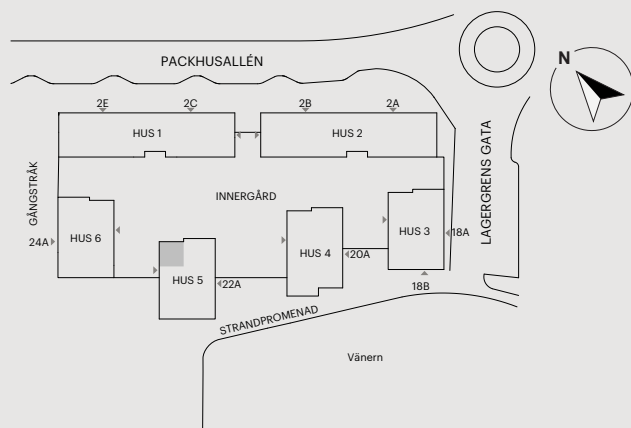 PACKHUSALLÉN
N
2E
2C
2B
2A
HUS 1
HUS 2
LAGERGRENS GATA
GÅNGSTRÅK
INNERGÅRD
24A
HUS 6
HUS 5
22A
HUS 4
20A
HUS 3
18A
18B
STRANDPROMENAD
Vänern